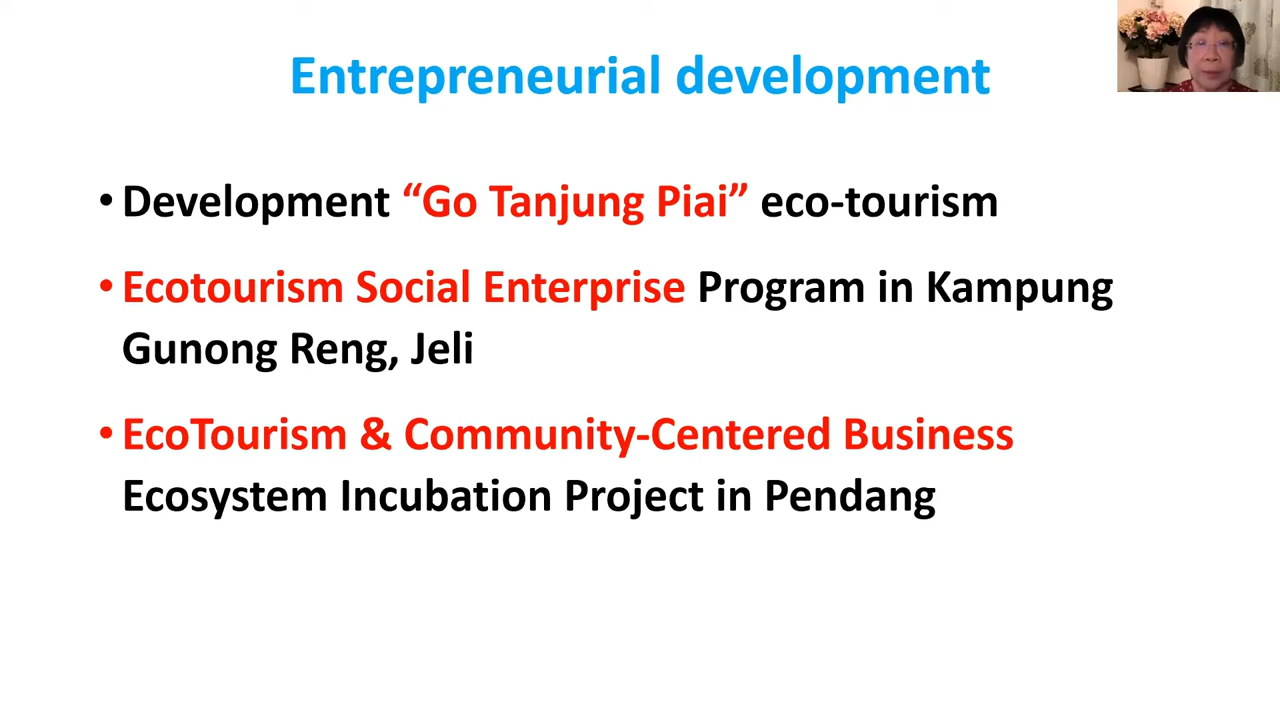 Entrepreneurial development
• Development “Go Tanjung Piai” eco-tourism
• Ecotourism Social Enterprise Program in Kampung
Gunong Reng, Jeli
• EcoTourism & Community-Centered Business
Ecosystem Incubation Project in Pendang